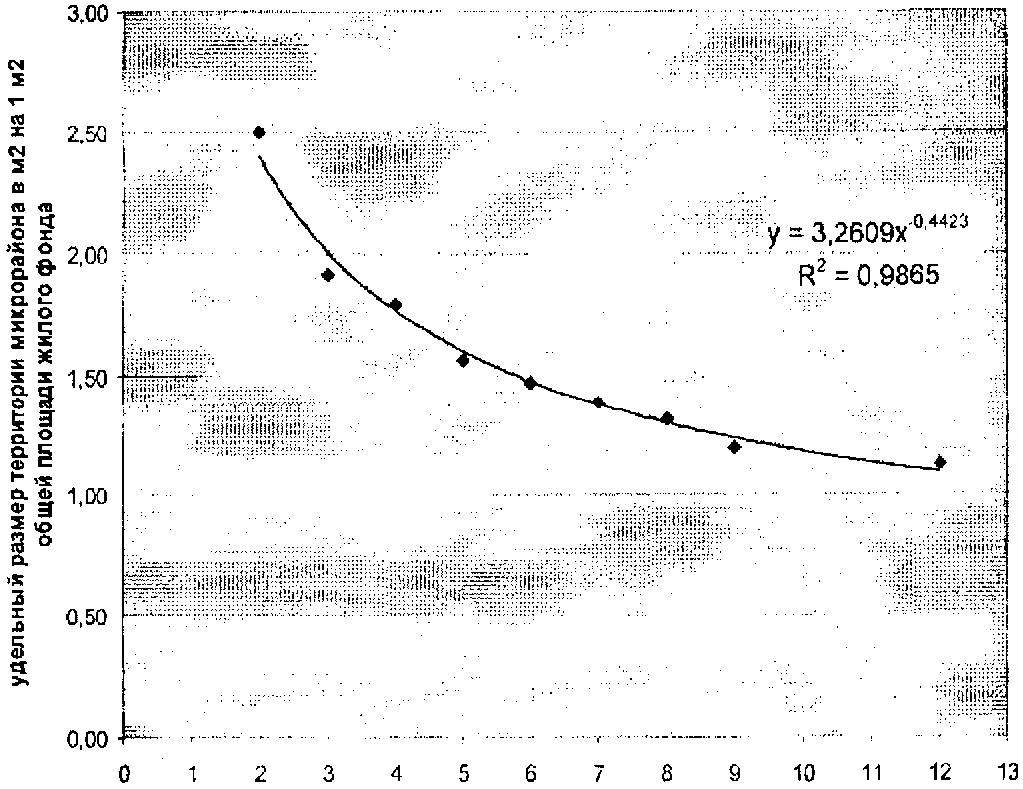 удельный размер территории микрорайона в м2 на 1 м2
общей площади жилого фонда
3.00
2,50
2,00
1,50
1,00
0,50
0,00
y = 3,2609x^-0,4423
R² = 0,9865
0 1 2 3 4 5 6 7 8 9 10 11 12 13